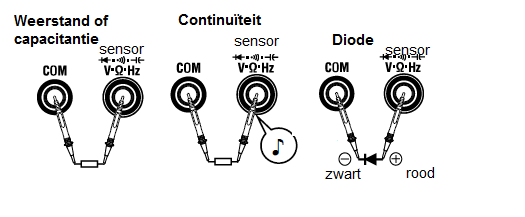 Weerstand of
capacitantie
sensor
COM
V·Ω·Hz
Continuïteit
sensor
COM
V·Ω·Hz
♪
Diode
sensor
COM
V·Ω·Hz
− +
zwart
rood